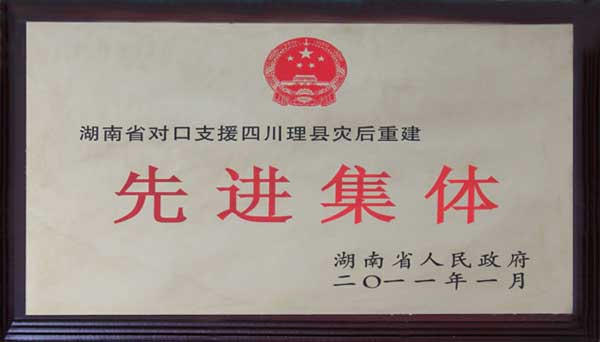 湖南省对口支援四川理县灾后重建
先进集体
湖南省人民政府
二〇一一年一月